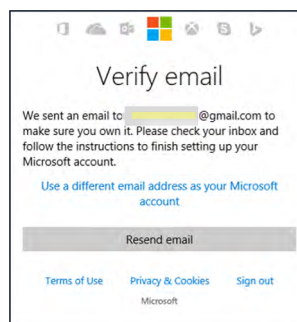 Verify email
We sent an email to @gmail.com to
make sure you own it. Please check your inbox and
follow the instructions to finish setting up your
Microsoft account.
Use a different email address as your Microsoft
account
Resend email
Terms of Use Privacy & Cookies Sign out
Microsoft